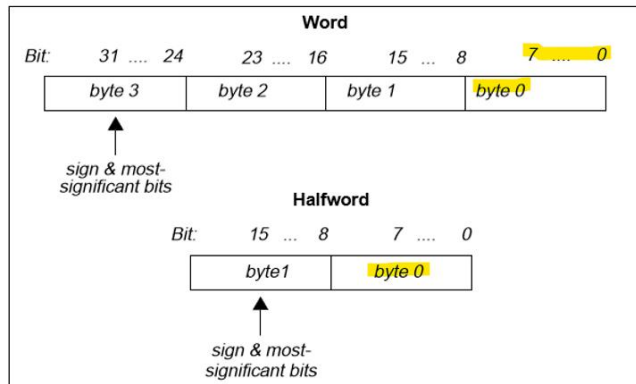 Word
Bit: 31 .... 24 23 .... 16 15 ... 8 7 .... 0
byte 3 byte 2 byte 1 byte 0
sign & most-
significant bits
Halfword
Bit: 15 ... 8 7 .... 0
byte1 byte 0
sign & most-
significant bits